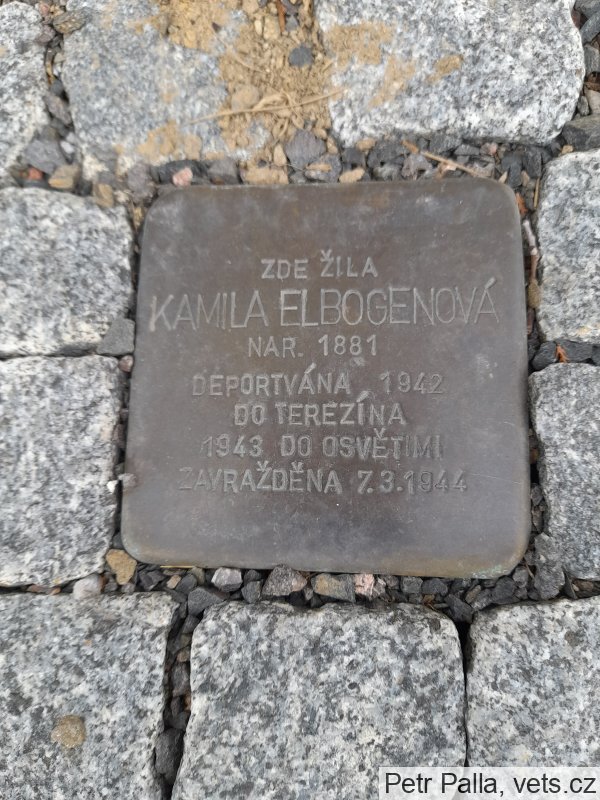 ZDE ŽILA
KAMILA ELBOGENOVÁ
NAR. 1881
DEPORTVÁNA 1942
DO TEREZÍNA
1943 DO OSVĚTIMI
ZAVRAŽDĚNA 7.3.1944
Petr Palla, vets.cz